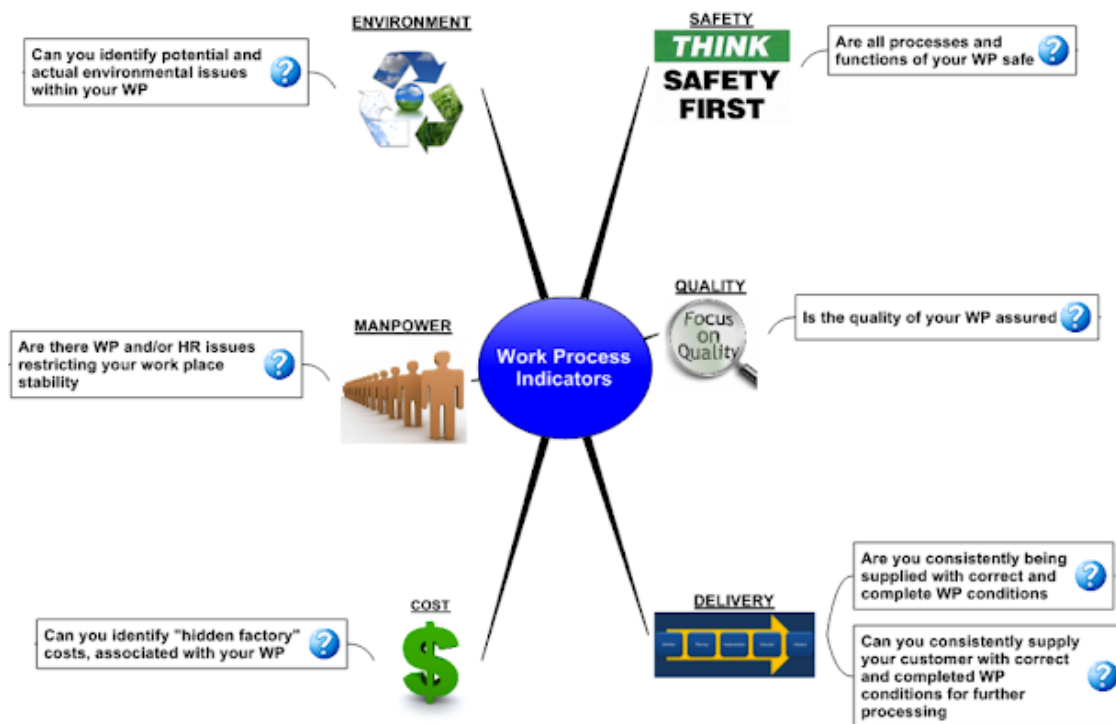 ENVIRONMENT
Can you identify potential and
actual environmental issues
within your WP
SAFETY
THINK
SAFETY
FIRST
Are all processes and
functions of your WP safe
MANPOWER
Are there WP and/or HR issues
restricting your work place
stability
Work Process
Indicators
QUALITY
Focus
on
Quality
Is the quality of your WP assured
COST
Can you identify "hidden factory"
costs, associated with your WP
DELIVERY
Are you consistently being
supplied with correct and
complete WP conditions
Can you consistently supply
your customer with correct
and completed WP
conditions for further
processing